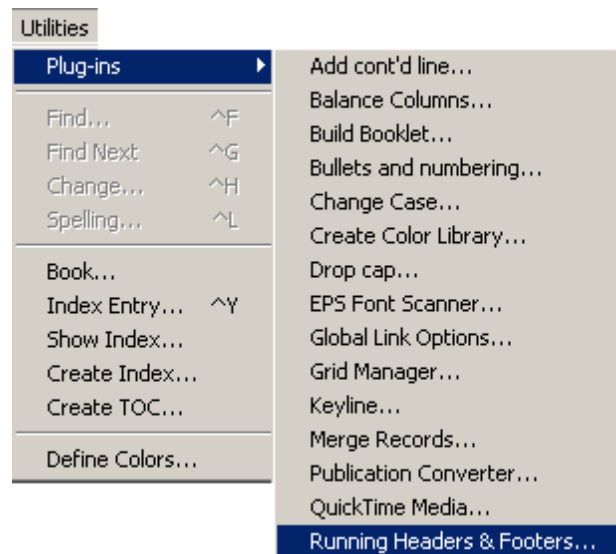 Utilities
Plug-ins
Find... ^F
Find Next ^G
Change... ^H
Spelling... ^L
Book...
Index Entry... ^Y
Show Index...
Create Index...
Create TOC...
Define Colors...
Add cont'd line...
Balance Columns...
Build Booklet...
Bullets and numbering...
Change Case...
Create Color Library...
Drop cap...
EPS Font Scanner...
Global Link Options...
Grid Manager...
Keyline...
Merge Records...
Publication Converter...
QuickTime Media...
Running Headers & Footers...